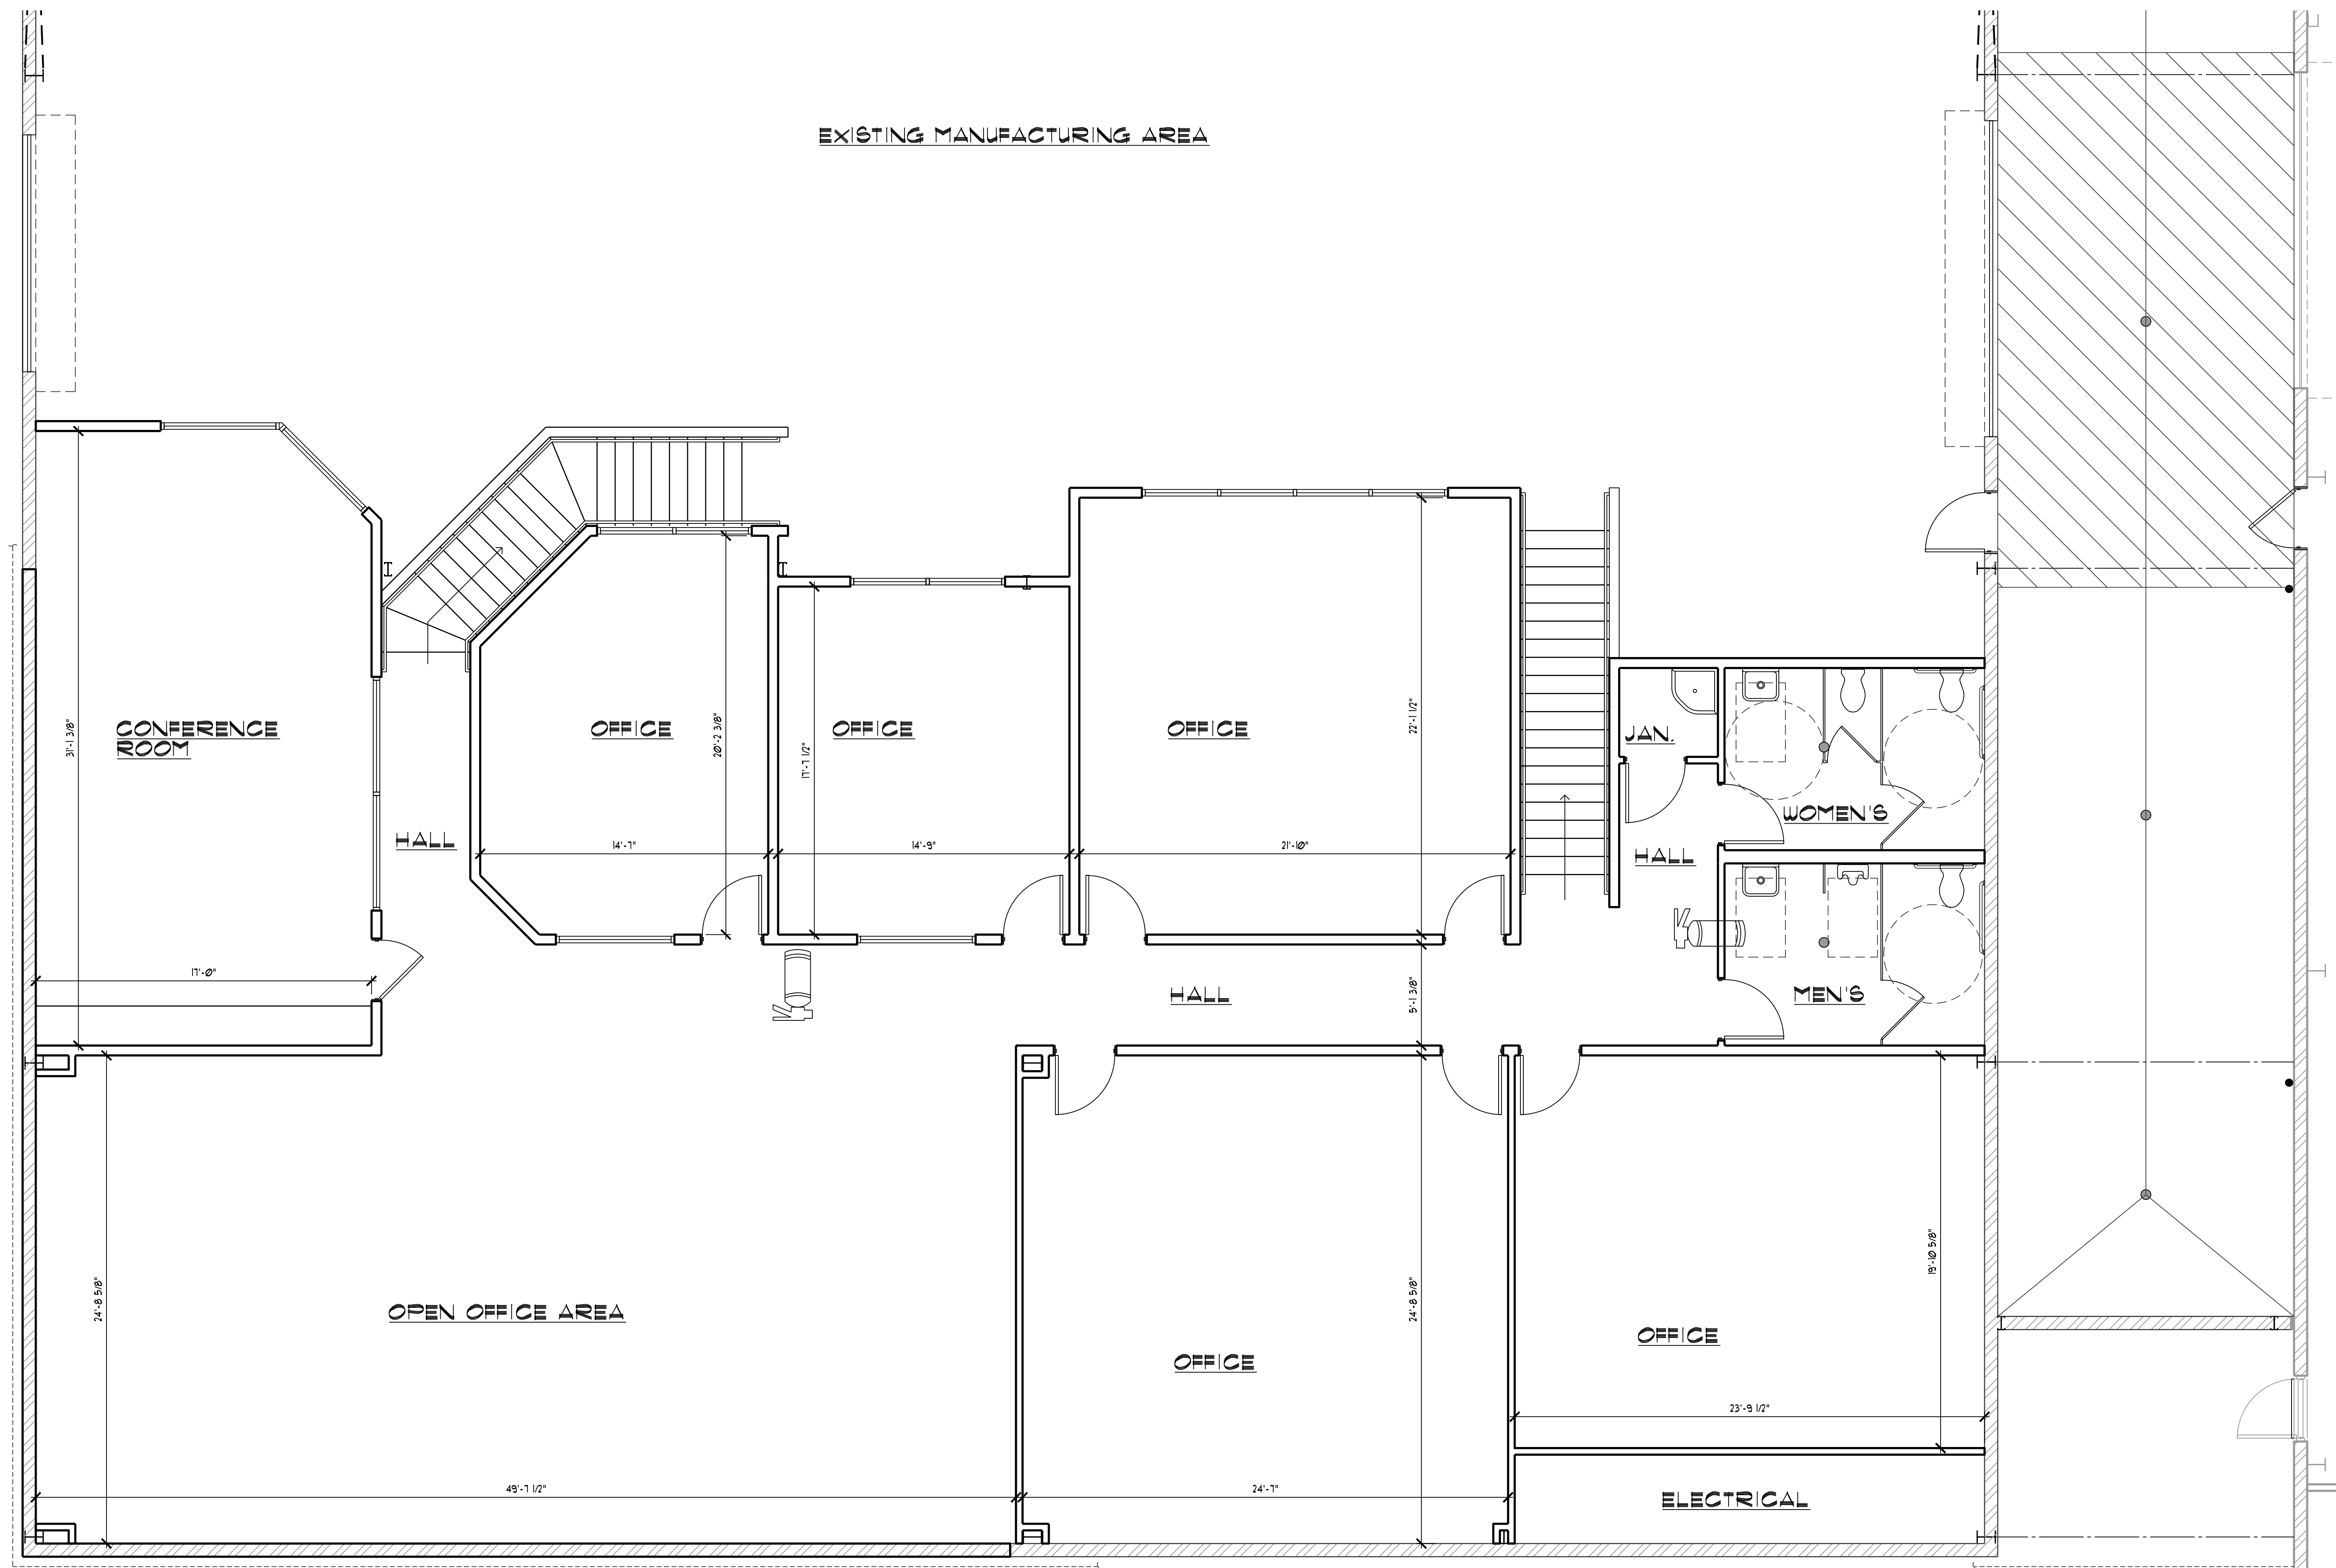 EXISTING MANUFACTURING AREA
CONFERENCE
ROOM
31'-1 3/8"
17'-0"
HALL
OFFICE
20'-2 3/8"
14'-7"
OFFICE
17'-7 1/2"
14'-9"
OFFICE
22'-1 1/2"
21'-10"
JAN.
HALL
WOMEN'S
MEN'S
HALL
5'-1 3/8"
24'-8 5/8"
OPEN OFFICE AREA
49'-7 1/2"
OFFICE
24'-8 5/8"
24'-7"
OFFICE
19'-10 5/8"
23'-9 1/2"
ELECTRICAL